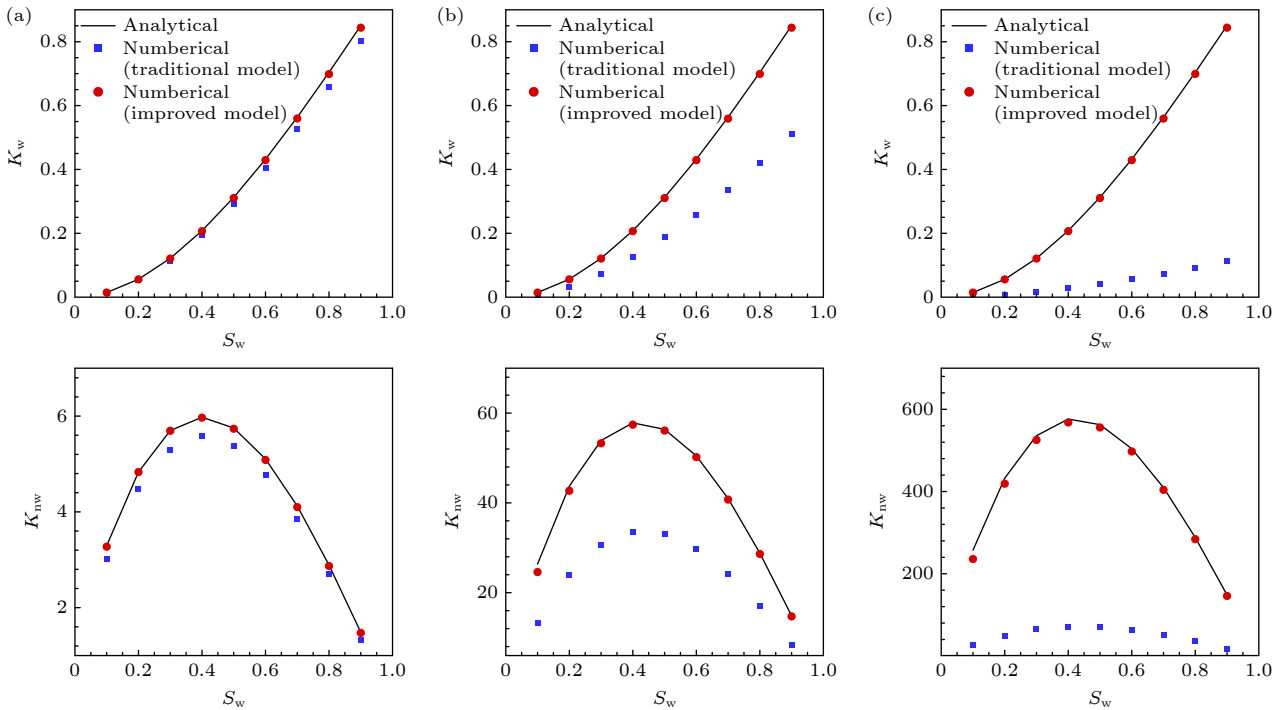 (a)
Analytical
Numberical
(traditional model)
Numberical
(improved model)
K_w
0.8
0.6
0.4
0.2
0
0 0.2 0.4 0.6 0.8 1.0
S_w
(b)
Analytical
Numberical
(traditional model)
Numberical
(improved model)
K_w
0.8
0.6
0.4
0.2
0
0 0.2 0.4 0.6 0.8 1.0
S_w
(c)
Analytical
Numberical
(traditional model)
Numberical
(improved model)
K_w
0.8
0.6
0.4
0.2
0
0 0.2 0.4 0.6 0.8 1.0
S_w
K_nw
6
4
2
0 0.2 0.4 0.6 0.8 1.0
S_w
K_nw
60
40
20
0 0.2 0.4 0.6 0.8 1.0
S_w
K_nw
600
400
200
0 0.2 0.4 0.6 0.8 1.0
S_w